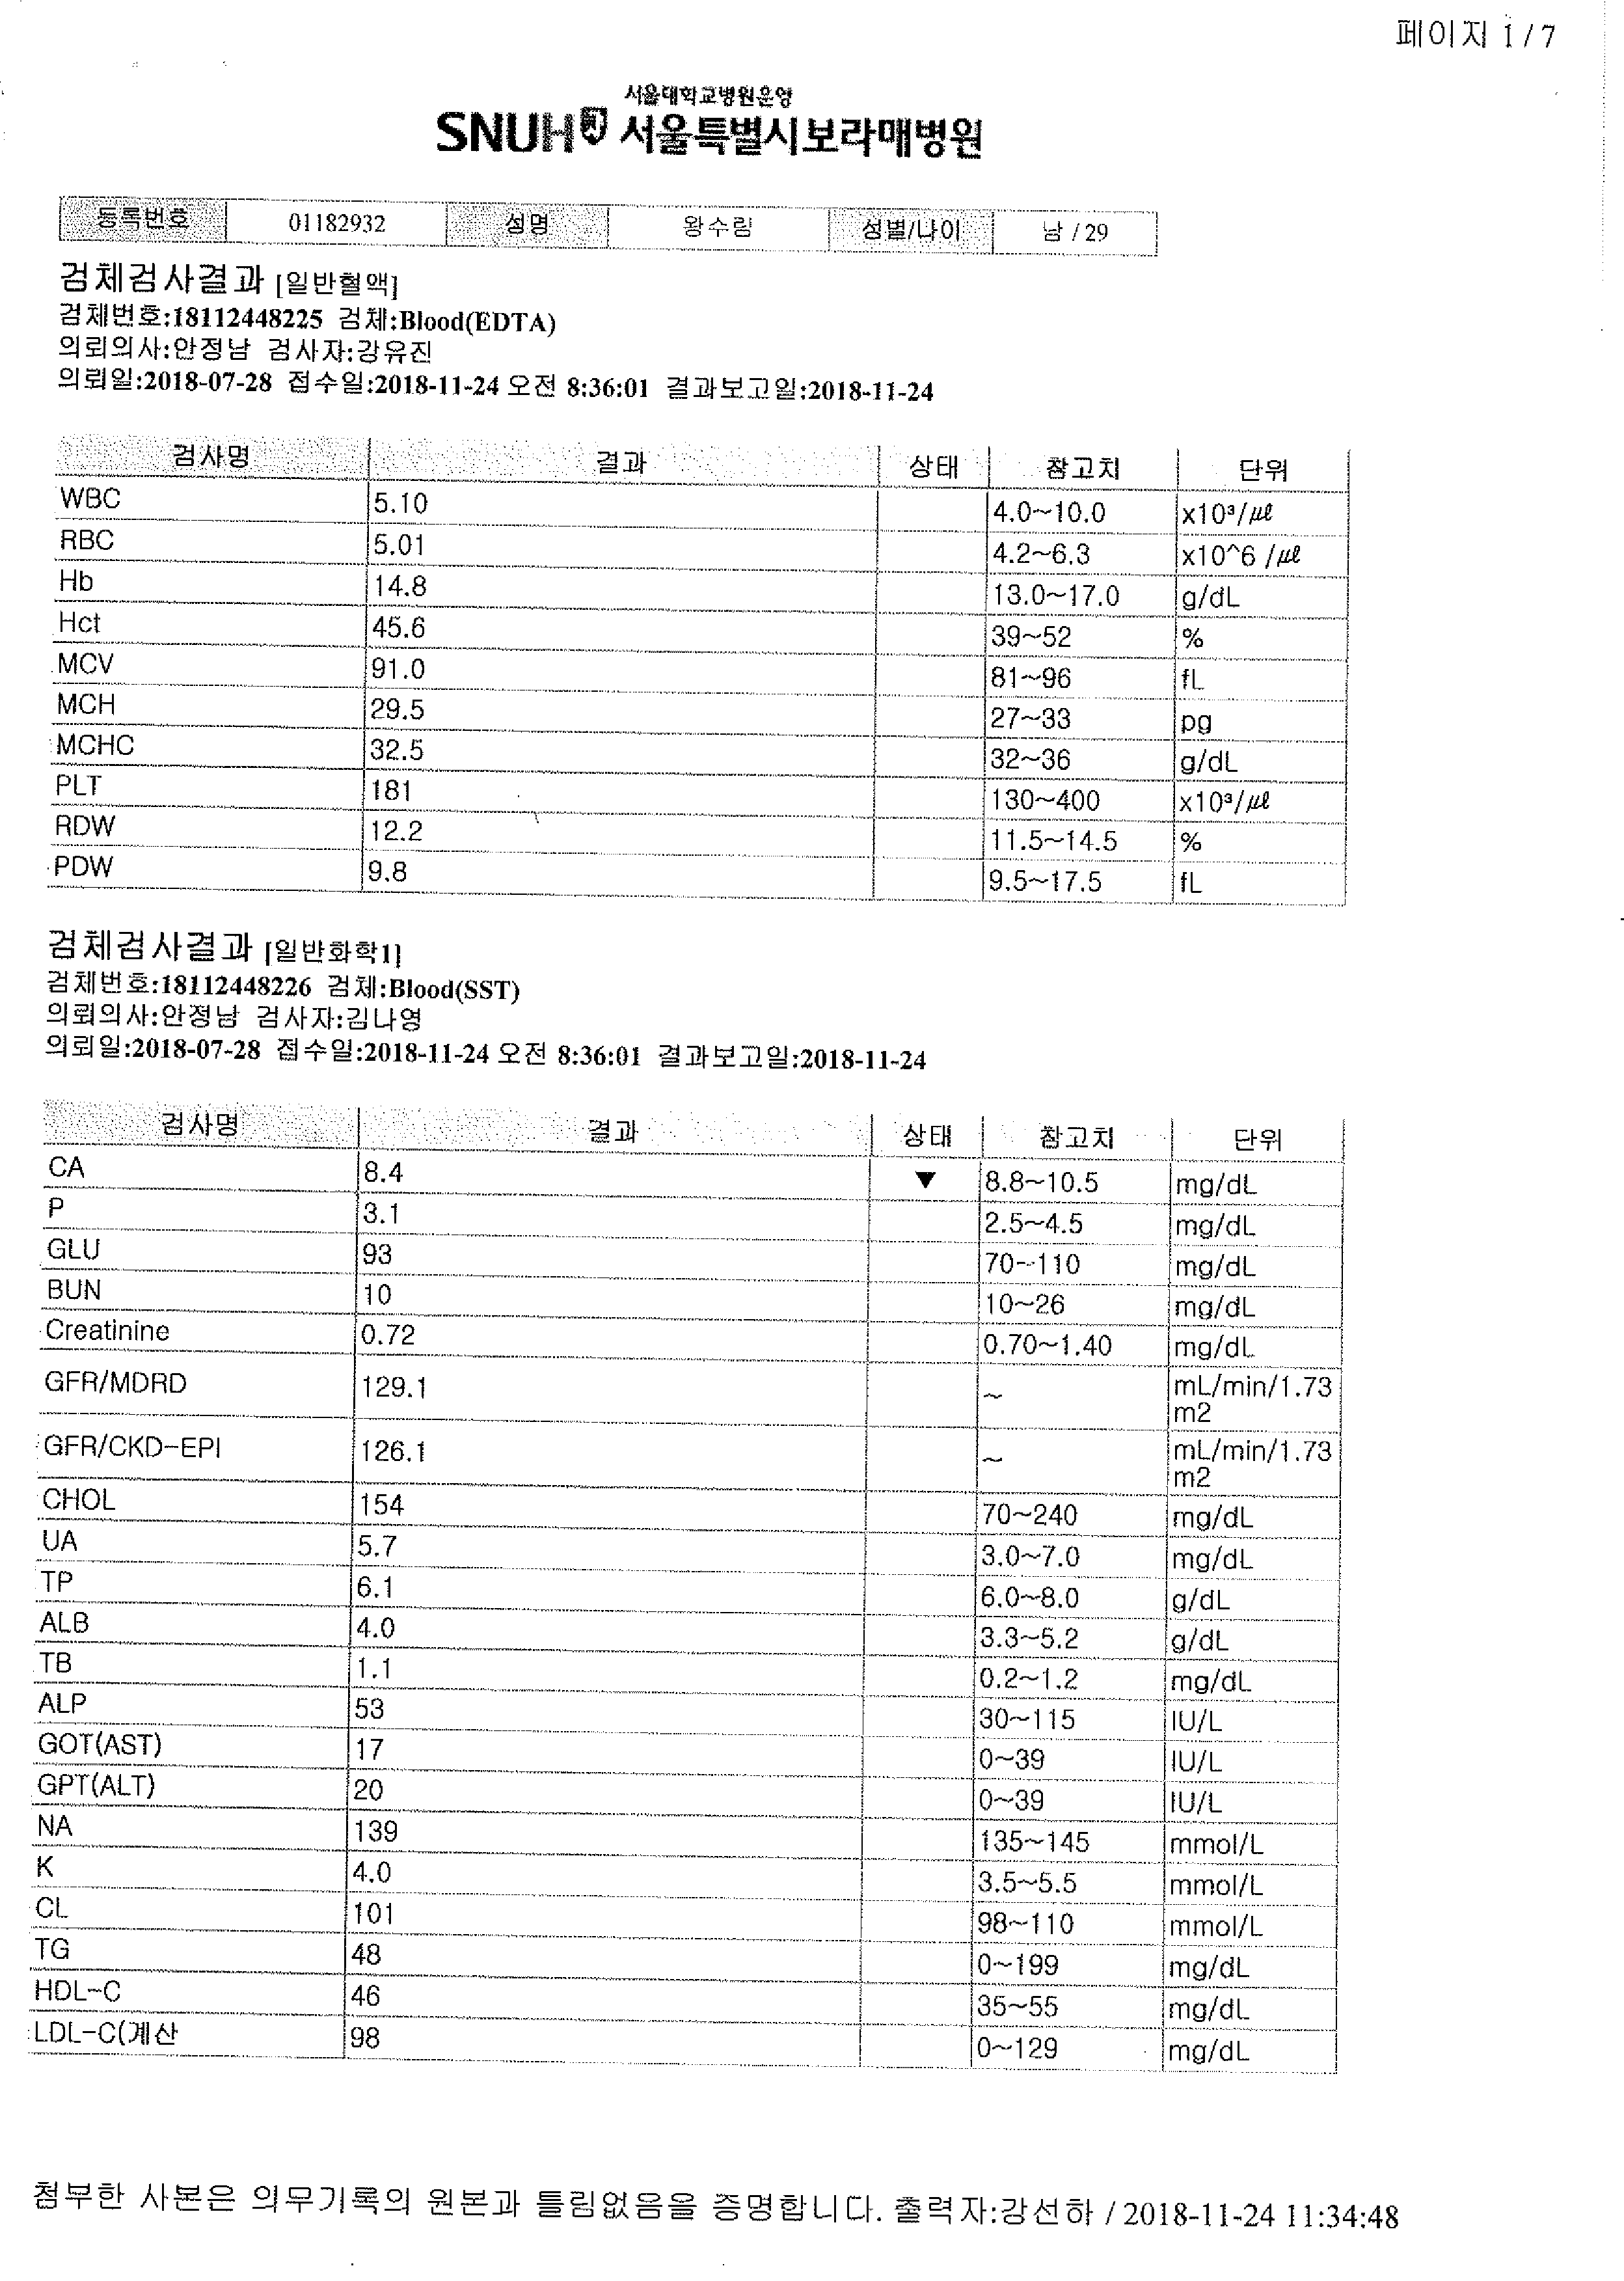 페이지 1 / 7
서울대학교병원운영
SNUH 서울특별시보라매병원
등록번호 01182932 성명 왕수림 성별/나이 남 / 29
검체검사결과 [일반혈액]
검체번호:18112448225 검체:Blood(EDTA)
의뢰의사:안정남 검사자:강유진
의뢰일:2018-07-28 접수일:2018-11-24 오전 8:36:01 결과보고일:2018-11-24
검사명 결과 상태 참고치 단위
WBC 5.10 4.0~10.0 x10³/㎕
RBC 5.01 4.2~6.3 x10^6 /㎕
Hb 14.8 13.0~17.0 g/dL
Hct 45.6 39~52 %
MCV 91.0 81~96 fL
MCH 29.5 27~33 pg
MCHC 32.5 32~36 g/dL
PLT 181 130~400 x10³/㎕
RDW 12.2 11.5~14.5 %
PDW 9.8 9.5~17.5 fL
검체검사결과 [일반화학1]
검체번호:18112448226 검체:Blood(SST)
의뢰의사:안정남 검사자:김나영
의뢰일:2018-07-28 접수일:2018-11-24 오전 8:36:01 결과보고일:2018-11-24
검사명 결과 상태 참고치 단위
CA 8.4 ▼ 8.8~10.5 mg/dL
P 3.1 2.5~4.5 mg/dL
GLU 93 70~110 mg/dL
BUN 10 10~26 mg/dL
Creatinine 0.72 0.70~1.40 mg/dL
GFR/MDRD 129.1 ~ mL/min/1.73
m2
GFR/CKD-EPI 126.1 ~ mL/min/1.73
m2
CHOL 154 70~240 mg/dL
UA 5.7 3.0~7.0 mg/dL
TP 6.1 6.0~8.0 g/dL
ALB 4.0 3.3~5.2 g/dL
TB 1.1 0.2~1.2 mg/dL
ALP 53 30~115 IU/L
GOT(AST) 17 0~39 IU/L
GPT(ALT) 20 0~39 IU/L
NA 139 135~145 mmol/L
K 4.0 3.5~5.5 mmol/L
CL 101 98~110 mmol/L
TG 48 0~199 mg/dL
HDL-C 46 35~55 mg/dL
LDL-C(계산 98 0~129 mg/dL
첨부한 사본은 의무기록의 원본과 틀림없음을 증명합니다. 출력자:강선하 / 2018-11-24 11:34:48